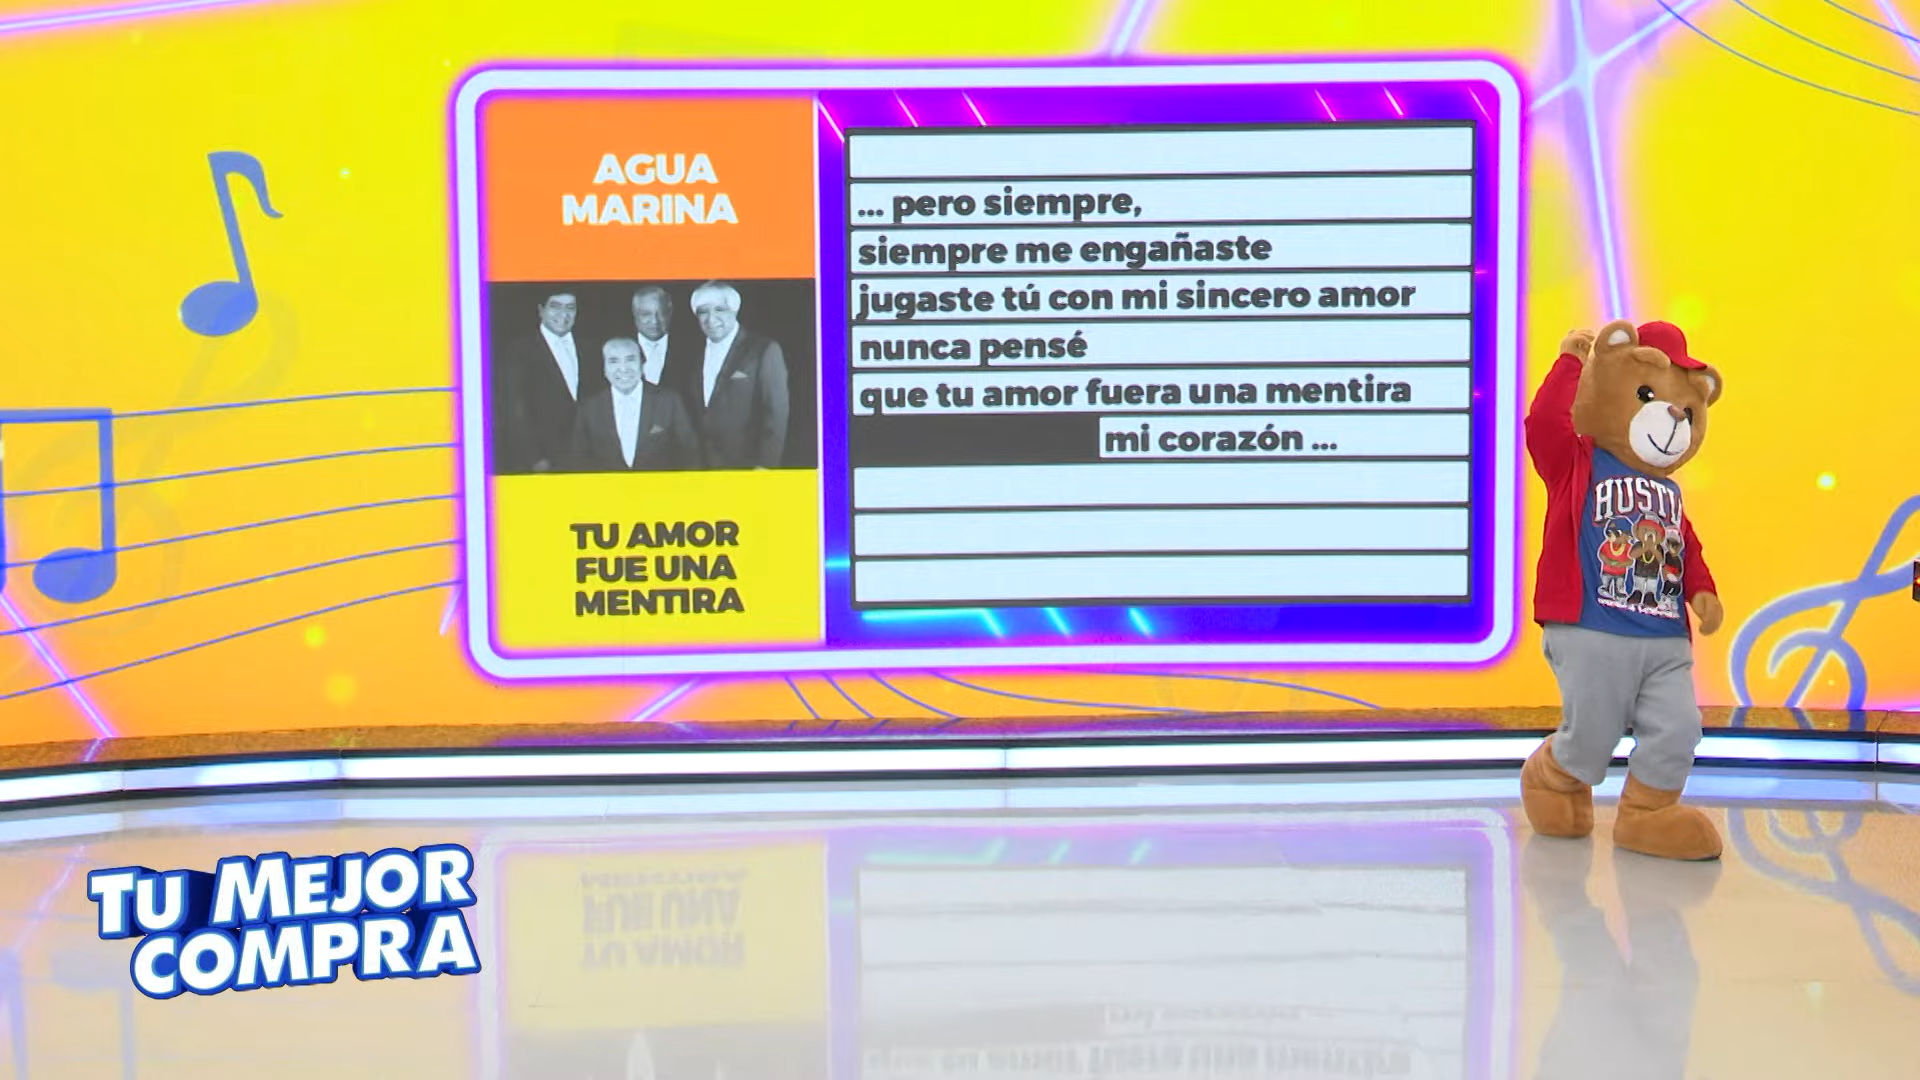 AGUA
MARINA
TU AMOR
FUE UNA
MENTIRA
... pero siempre,
siempre me engañaste
jugaste tú con mi sincero amor
nunca pensé
que tu amor fuera una mentira
mi corazón ...
HUSTL
TU MEJOR
COMPRA